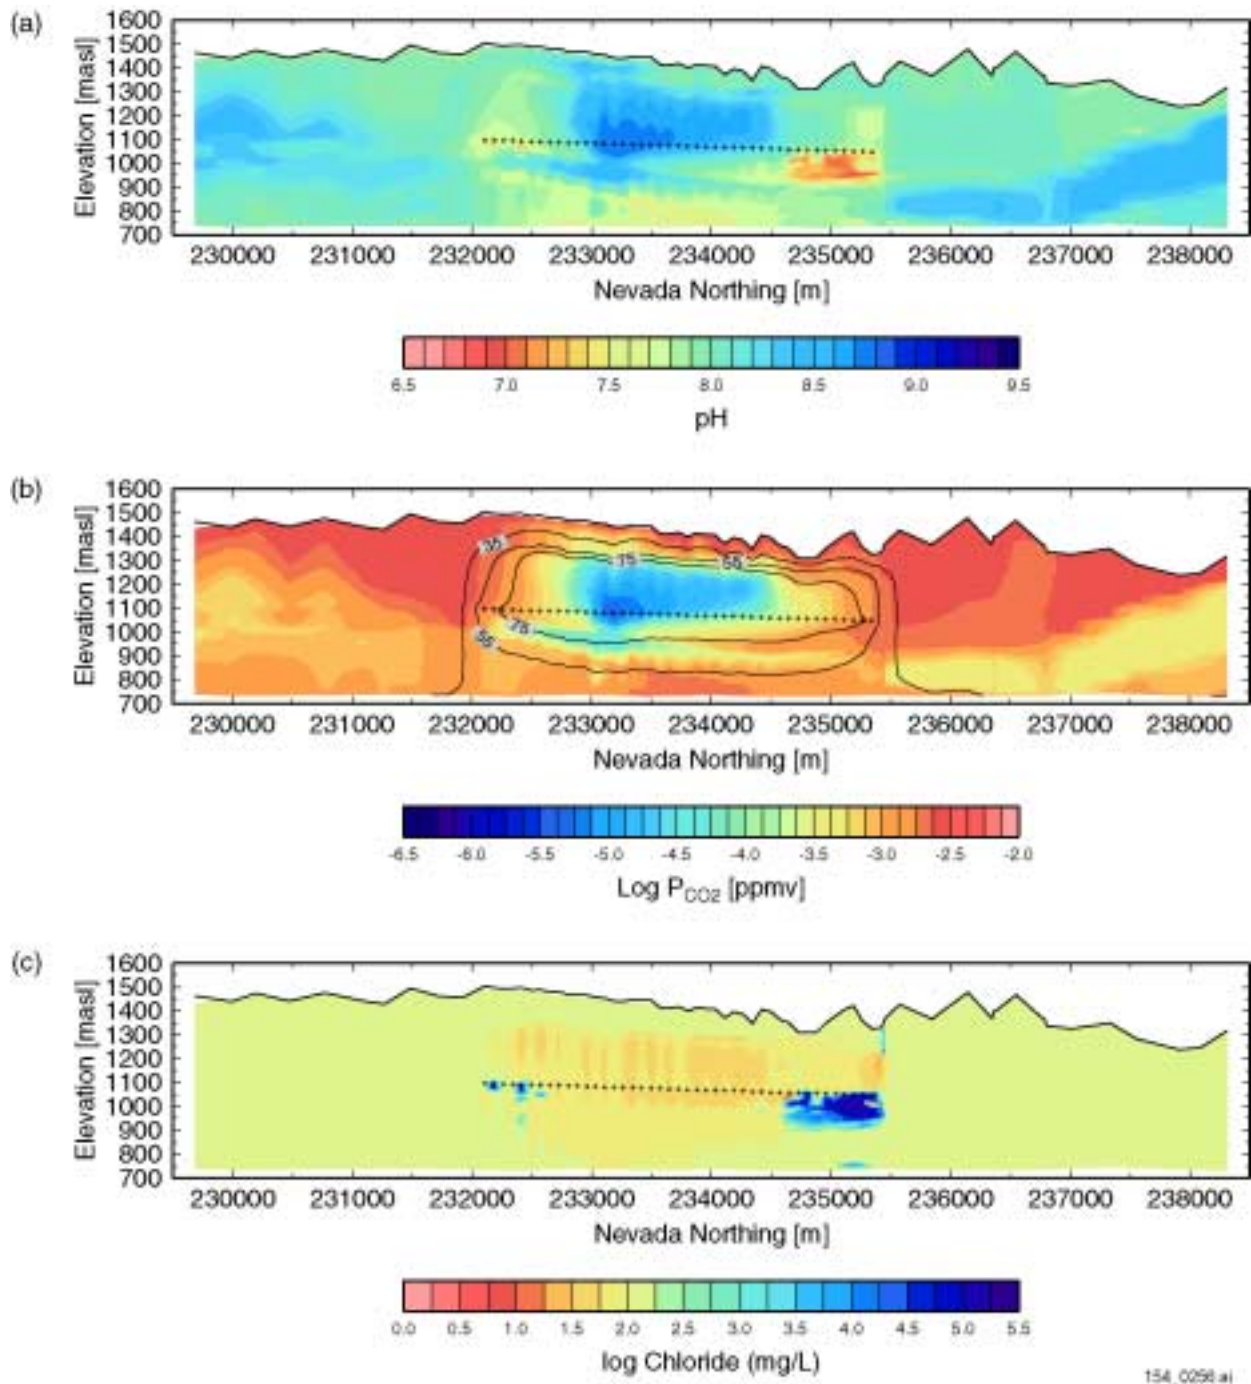 (a)
1600
1500
1400
1300
1200
1100
1000
900
800
700
Elevation [masl]
230000 231000 232000 233000 234000 235000 236000 237000 238000
Nevada Northing [m]
6.5 7.0 7.5 8.0 8.5 9.0 9.5
pH
(b)
1600
1500
1400
1300
1200
1100
1000
900
800
700
Elevation [masl]
35 75 55
75
55
230000 231000 232000 233000 234000 235000 236000 237000 238000
Nevada Northing [m]
-6.5 -6.0 -5.5 -5.0 -4.5 -4.0 -3.5 -3.0 -2.5 -2.0
Log PCO2 [ppmv]
(c)
1600
1500
1400
1300
1200
1100
1000
900
800
700
Elevation [masl]
230000 231000 232000 233000 234000 235000 236000 237000 238000
Nevada Northing [m]
0.0 0.5 1.0 1.5 2.0 2.5 3.0 3.5 4.0 4.5 5.0 5.5
log Chloride (mg/L)
154_0256.ai